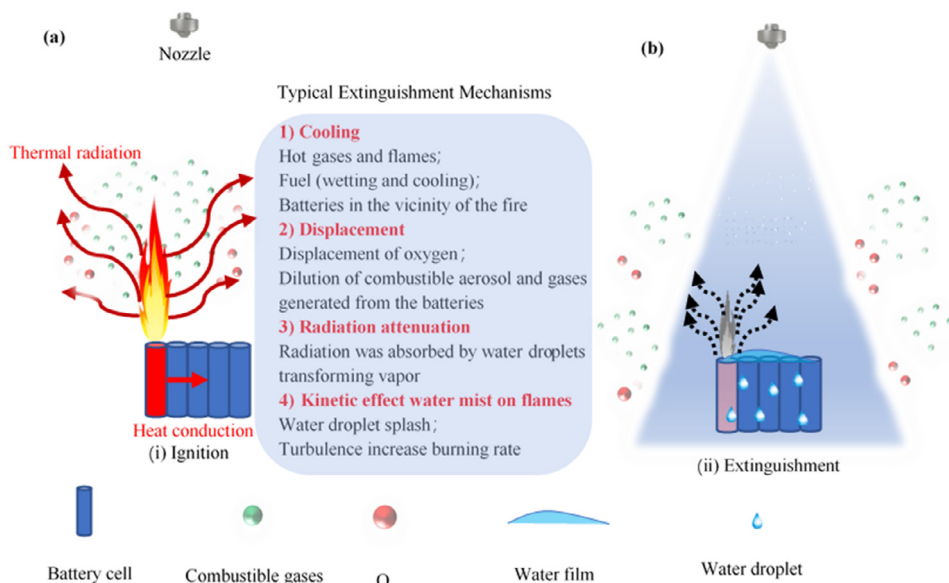 (a)
Nozzle
(b)
Typical Extinguishment Mechanisms
1) Cooling
Hot gases and flames;
Fuel (wetting and cooling);
Batteries in the vicinity of the fire
2) Displacement
Displacement of oxygen;
Dilution of combustible aerosol and gases
generated from the batteries
3) Radiation attenuation
Radiation was absorbed by water droplets
transforming vapor
4) Kinetic effect water mist on flames
Water droplet splash;
Turbulence increase burning rate
Thermal radiation
Heat conduction
(i) Ignition
(ii) Extinguishment
Battery cell
Combustible gases
O
Water film
Water droplet